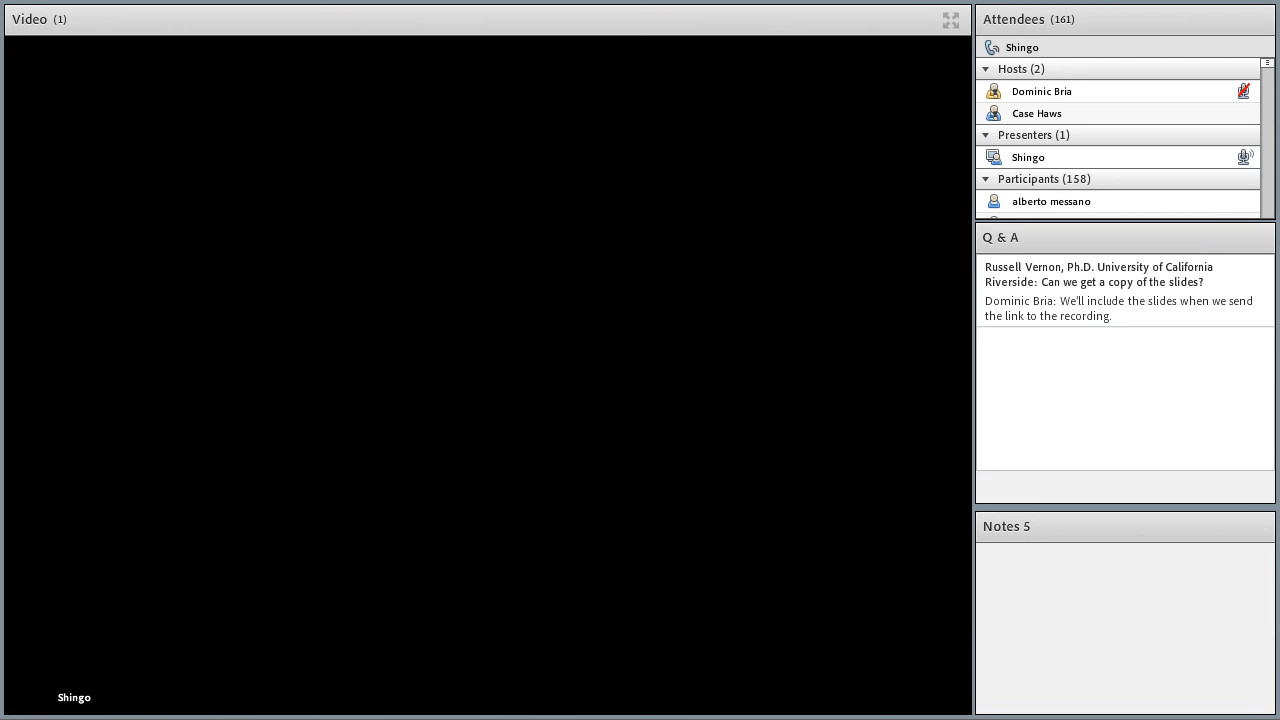 Video (1)
Shingo
Attendees (161)
Shingo
Hosts (2)
Dominic Bria
Case Haws
Presenters (1)
Shingo
Participants (158)
alberto messano
Q & A
Russell Vernon, Ph.D. University of California
Riverside: Can we get a copy of the slides?
Dominic Bria: We'll include the slides when we send
the link to the recording.
Notes 5